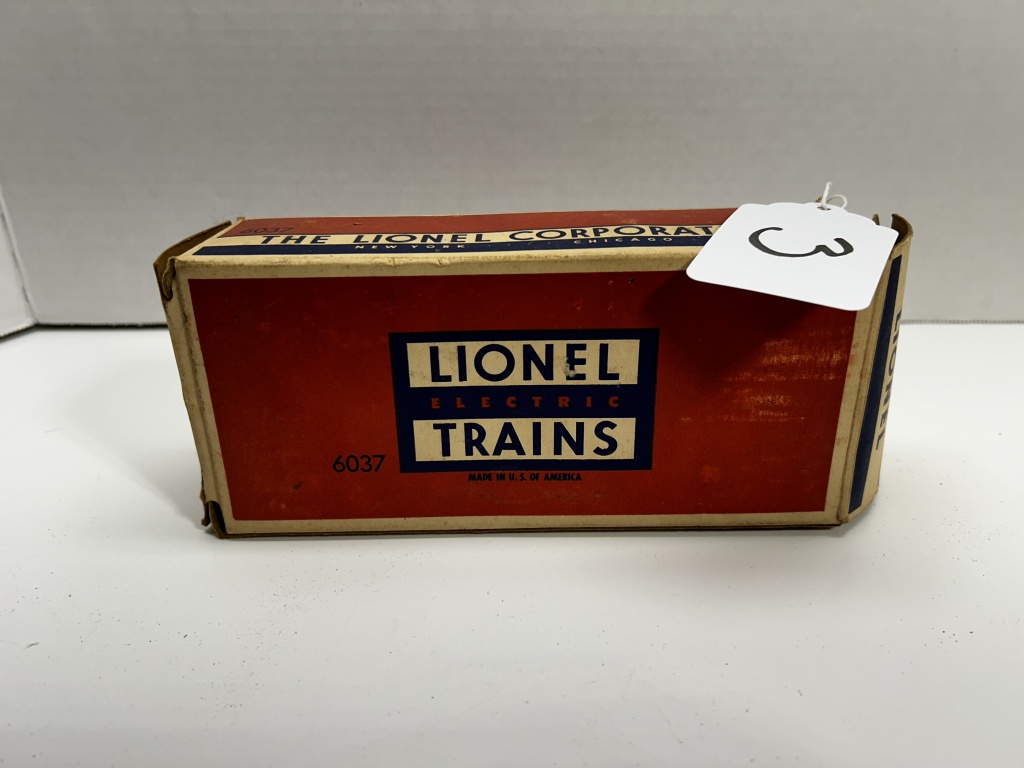 6037
THE LIONEL CORPORAT
NEW YORK CHICAGO
3
LIONEL
ELECTRIC
TRAINS
6037
MADE IN U. S. OF AMERICA
LIONEL